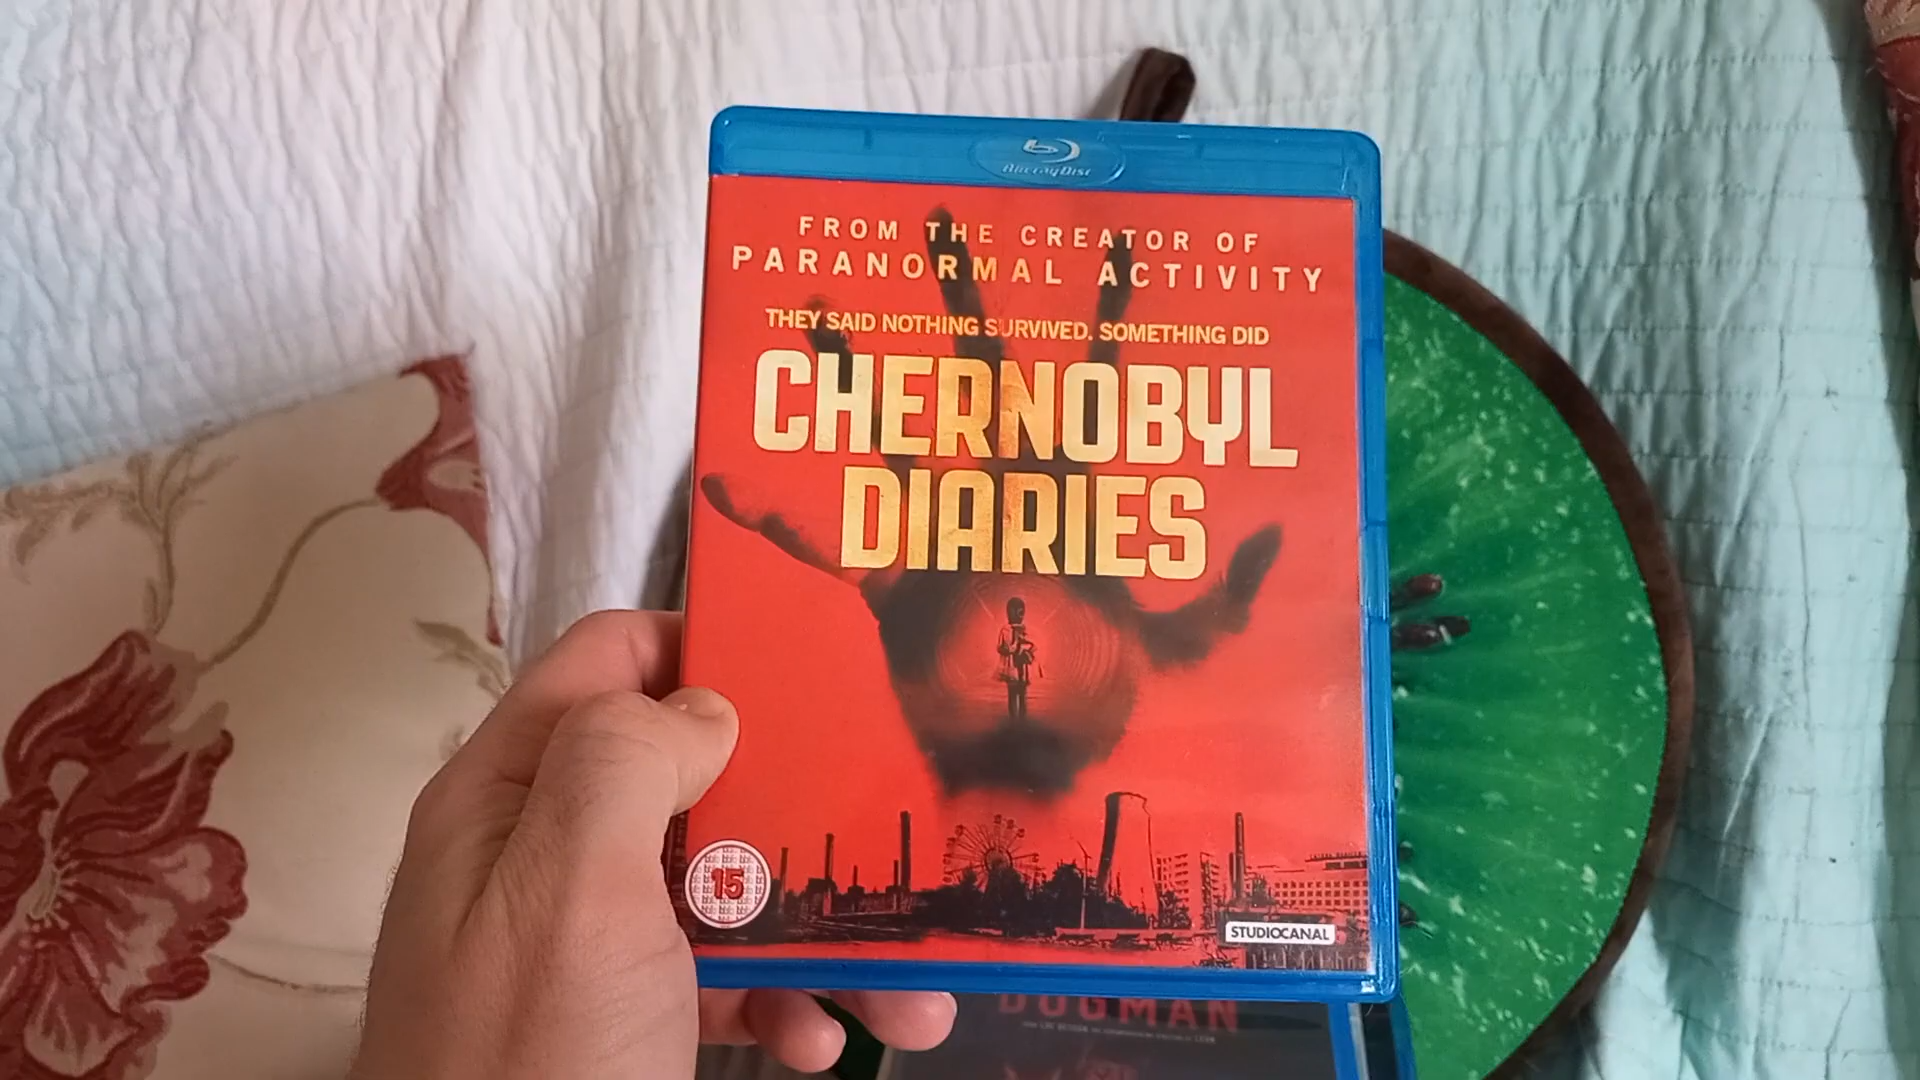 Blu-ray Disc
FROM THE CREATOR OF
PARANORMAL ACTIVITY
THEY SAID NOTHING SURVIVED. SOMETHING DID
CHERNOBYL
DIARIES
15
STUDIOCANAL
DOGMAN